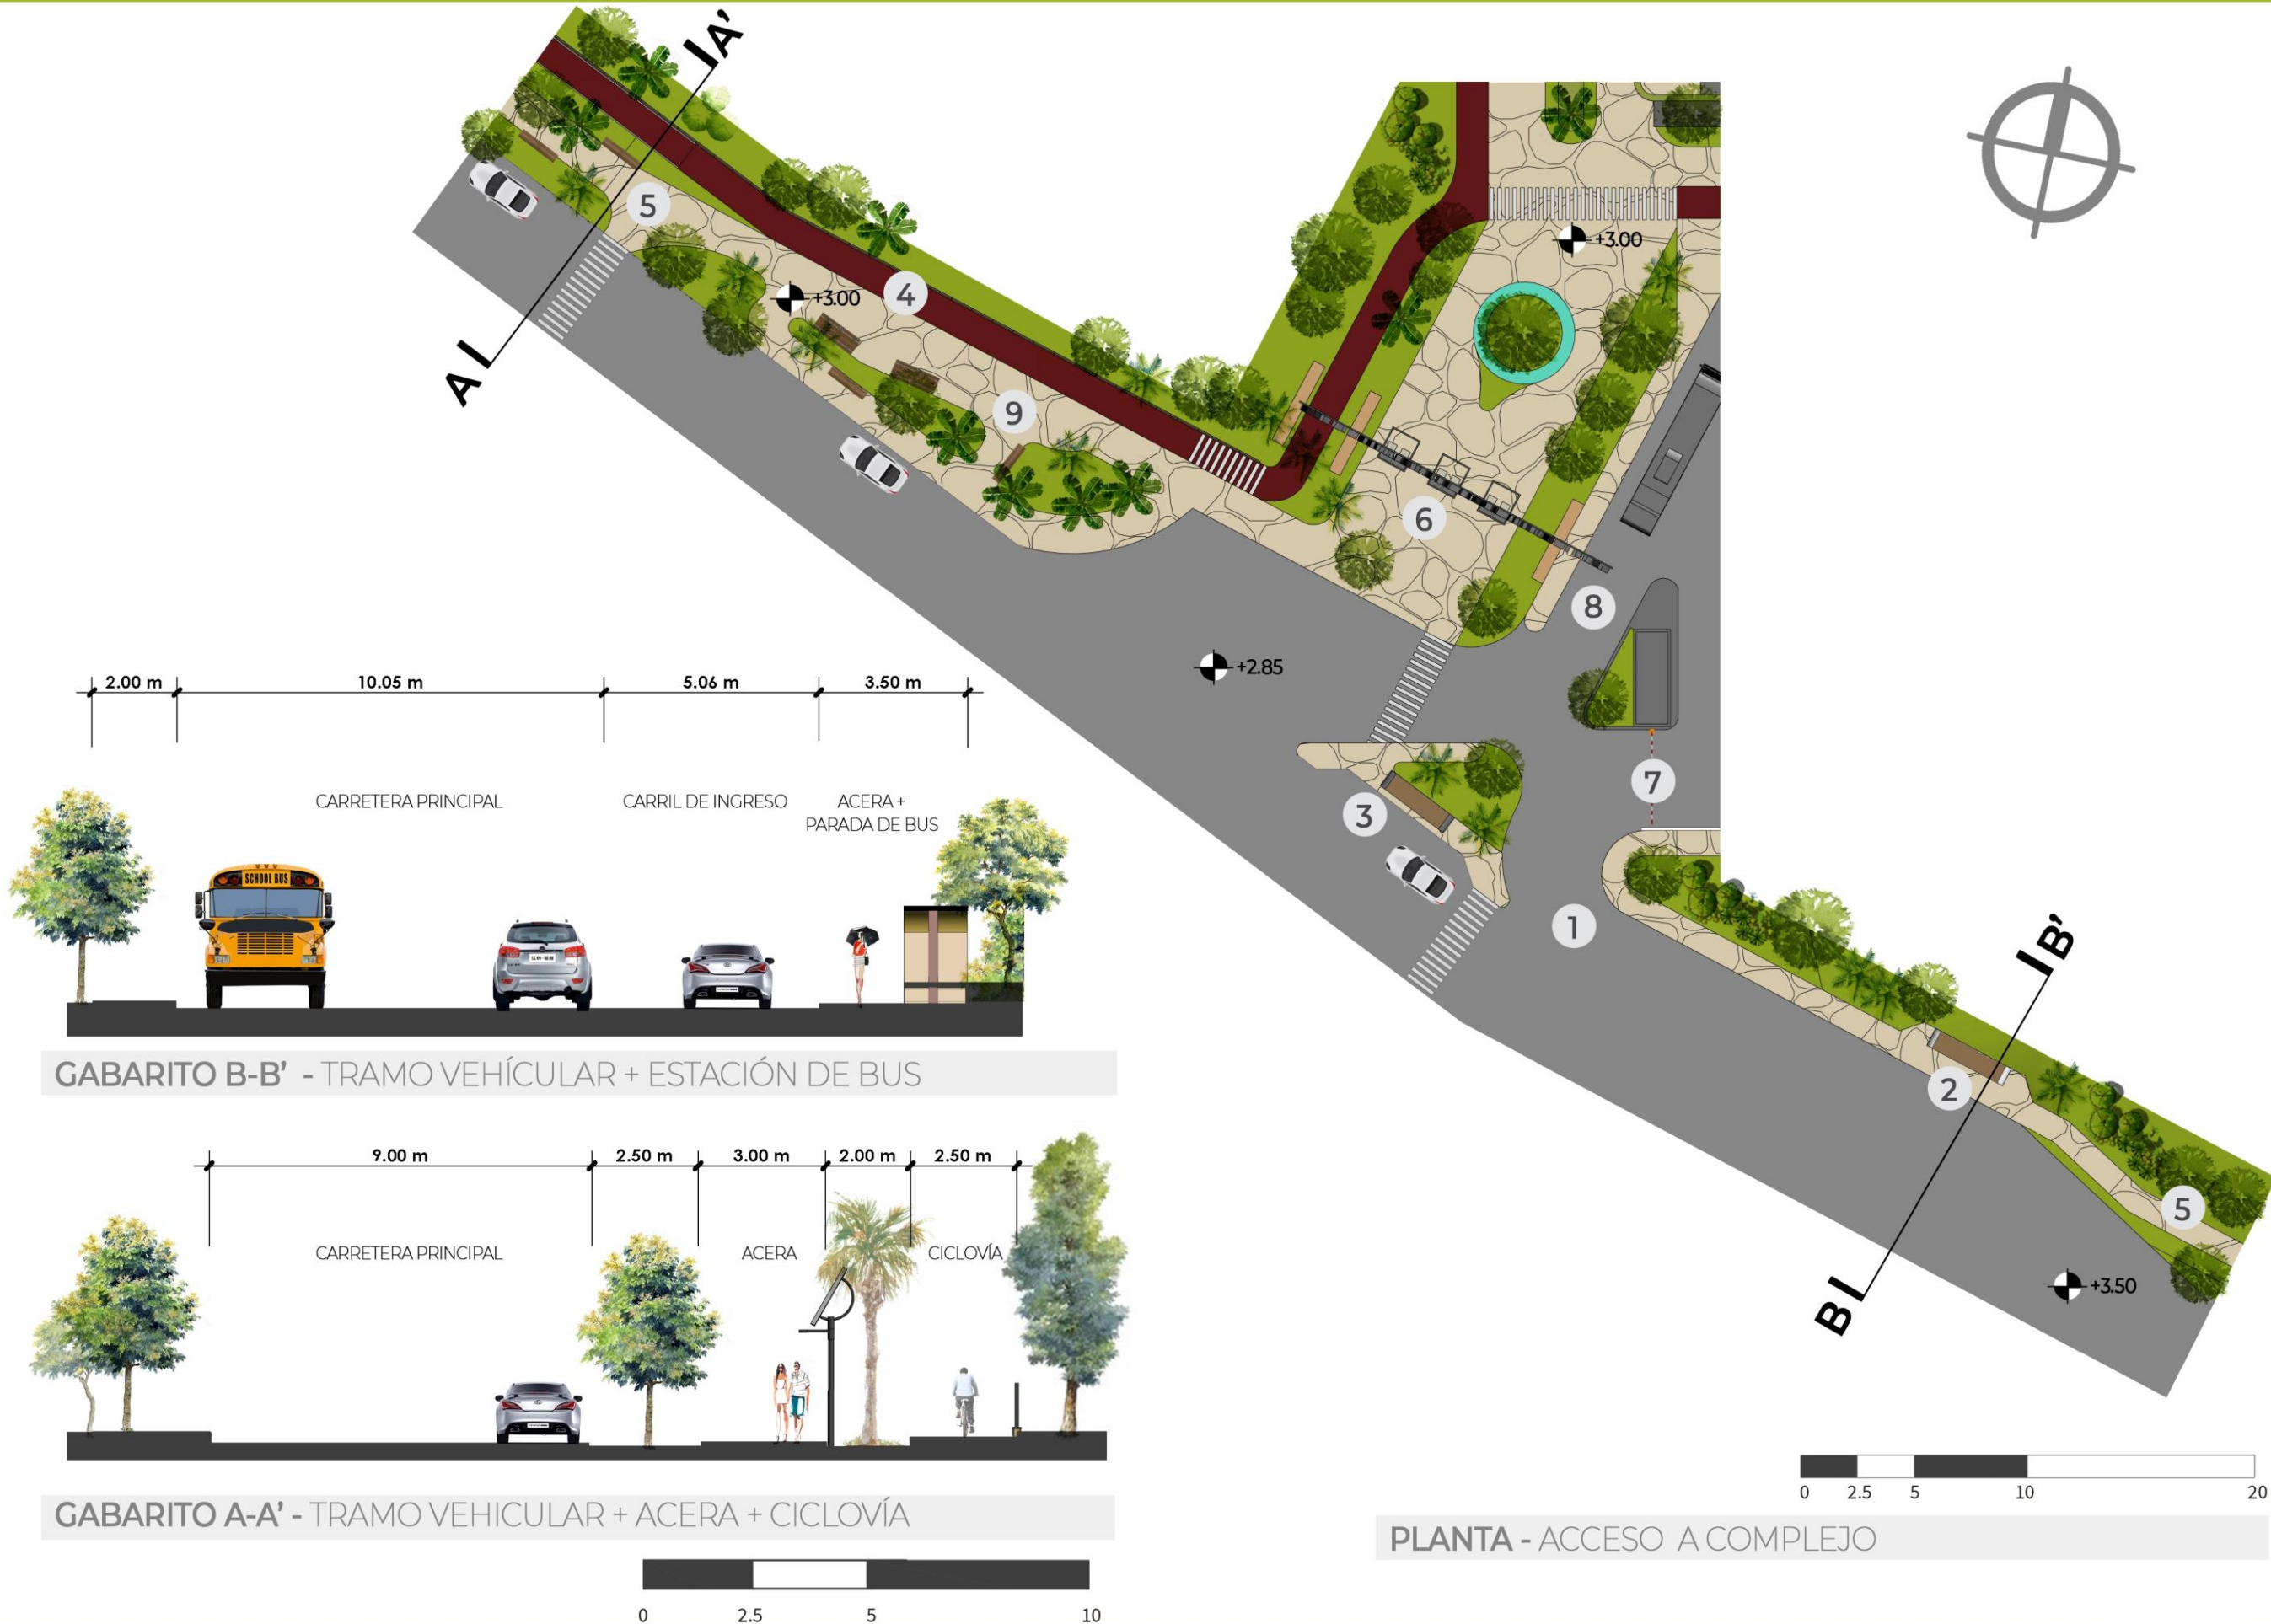 A'
5
+3.00
+3.00
4
A
9
6
8
+2.85
2.00 m
10.05 m
5.06 m
3.50 m
CARRETERA PRINCIPAL
CARRIL DE INGRESO
ACERA +
PARADA DE BUS
SCHOOL BUS
7
3
1
B'
GABARITO B-B' - TRAMO VEHÍCULAR + ESTACIÓN DE BUS
2
9.00 m
2.50 m
3.00 m
2.00 m
2.50 m
5
CARRETERA PRINCIPAL
ACERA
CICLOVÍA
+3.50
B
GABARITO A-A' - TRAMO VEHICULAR + ACERA + CICLOVÍA
0
2.5
5
10
20
PLANTA - ACCESO A COMPLEJO
0
2.5
5
10